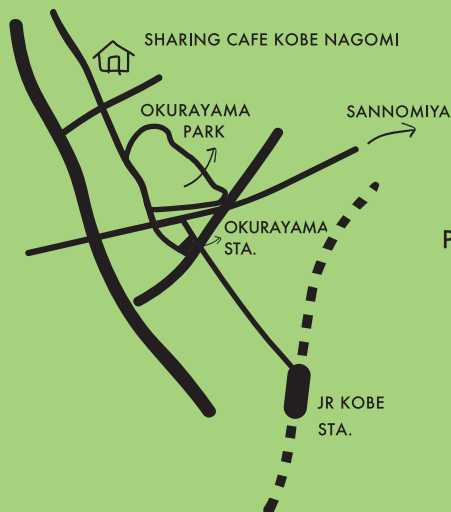 SHARING CAFE KOBE NAGOMI
OKURAYAMA
PARK
SANNOMIYA
OKURAYAMA
STA.
P
JR KOBE
STA.